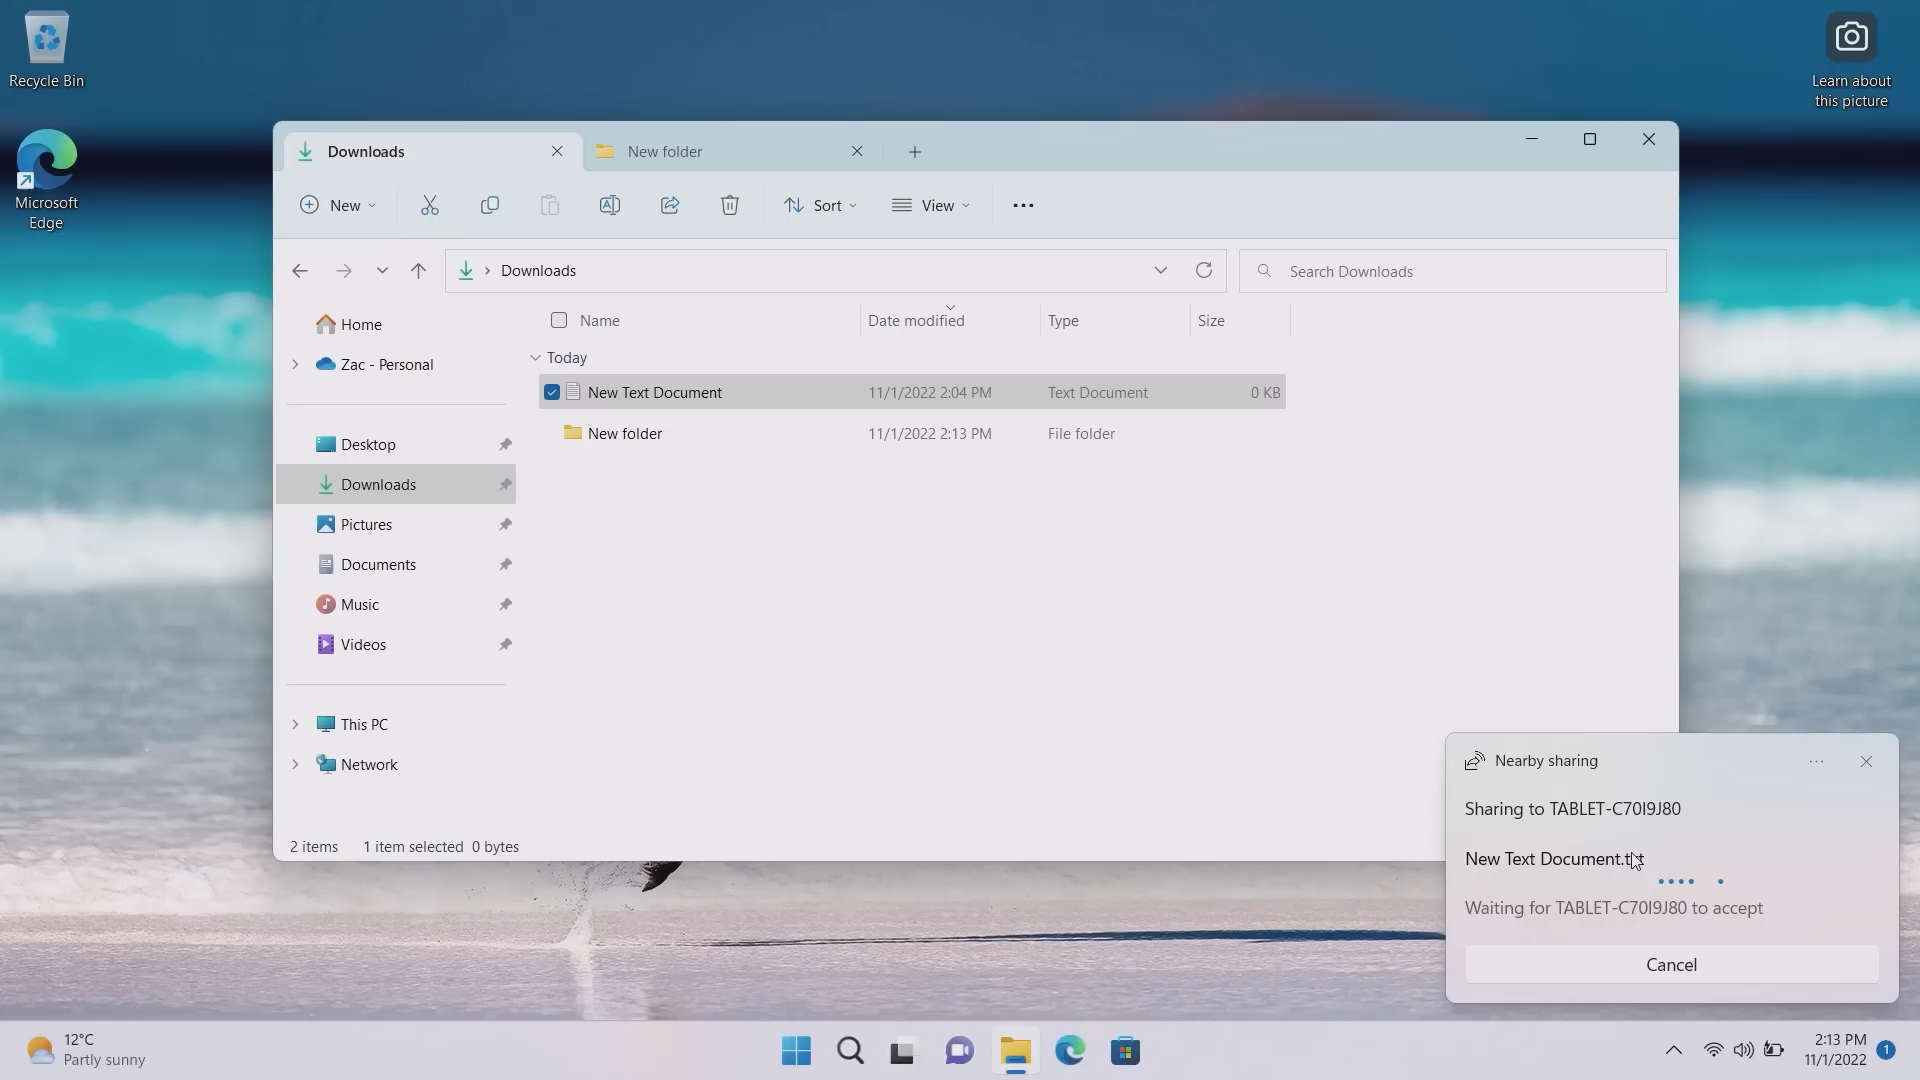 Recycle Bin
Learn about
this picture
Microsoft
Edge
Downloads
New folder
New
Sort
View
Downloads
Search Downloads
Home
Zac - Personal
Desktop
Downloads
Pictures
Documents
Music
Videos
This PC
Network
Name Date modified Type Size
Today
New Text Document 11/1/2022 2:04 PM Text Document 0 KB
New folder 11/1/2022 2:13 PM File folder
2 items 1 item selected 0 bytes
Nearby sharing
Sharing to TABLET-C70I9J80
New Text Document.txt
Waiting for TABLET-C70I9J80 to accept
Cancel
12°C
Partly sunny
2:13 PM
11/1/2022
1